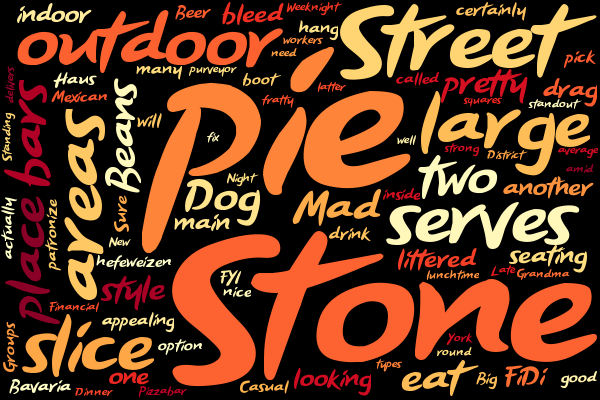 indoor
Beer
bleed
Weeknight
certainly
outdoor
hang
workers
need
Street
pick
many
purveyor
boot
latter
called
pretty
squares
drag
standout
delivers
Haus
Mexican
bars
Beans
will
fratty
pie
fix
well
large
strong
District
average
amid
Standing
areas
Night
Dog
main
two
another
inside
Mad
drink
serves
actually
place
patronize
Sure
New
hefeweizen
FYI
nice
Stone
littered
seating
lunchtime
Late
Grandma
Financial
style
appealing
option
Groups
slice
York
round
types
Bavaria
Dinner
one
Pizzabar
Casual
looking
eat
Big
FiDi
good